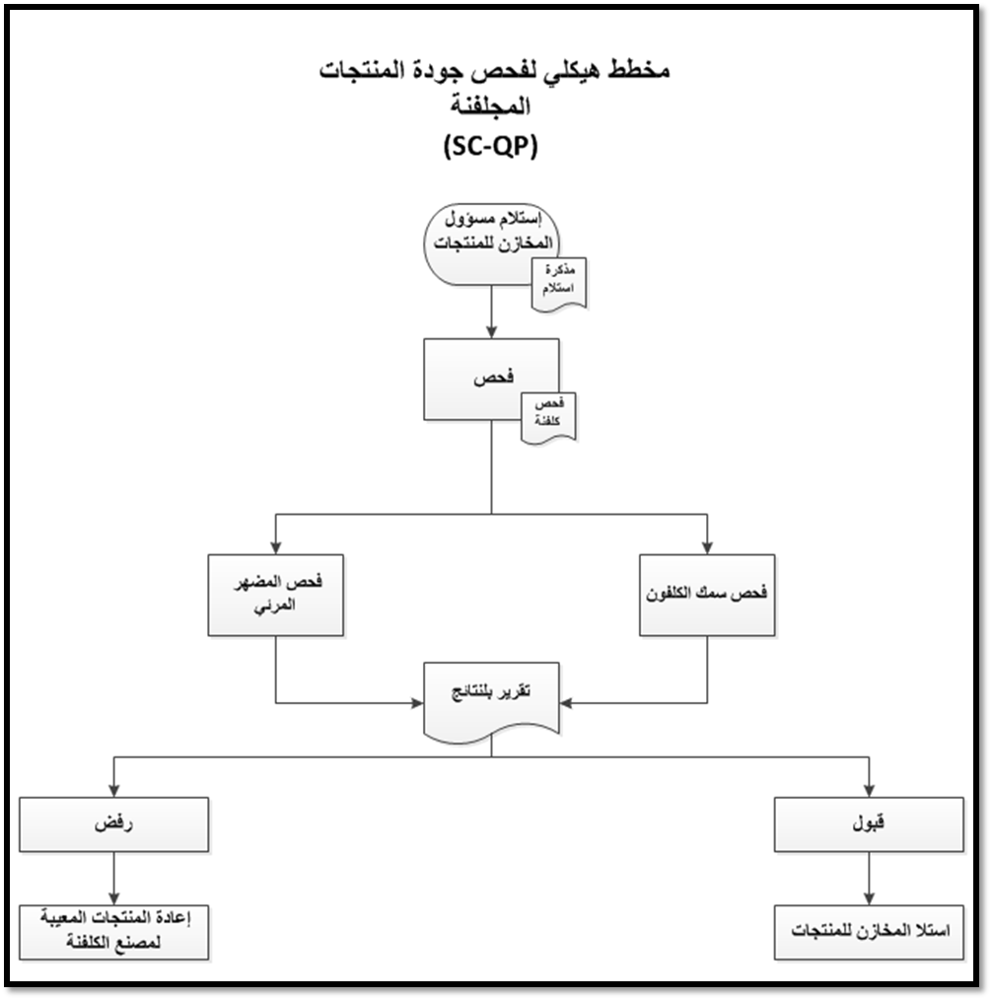 مخطط هيكلي لفحص جودة المنتجات
المجلفنة
(SC-QP)
إستلام مسؤول
المخازن للمنتجات
مذكرة
استلام
فحص
فحص
كلفنة
فحص سمك الكلفون
فحص المضهر
المرئي
تقرير بلنتائج
قبول
رفض
استلا المخازن للمنتجات
إعادة المنتجات المعيبة
لمصنع الكلفنة